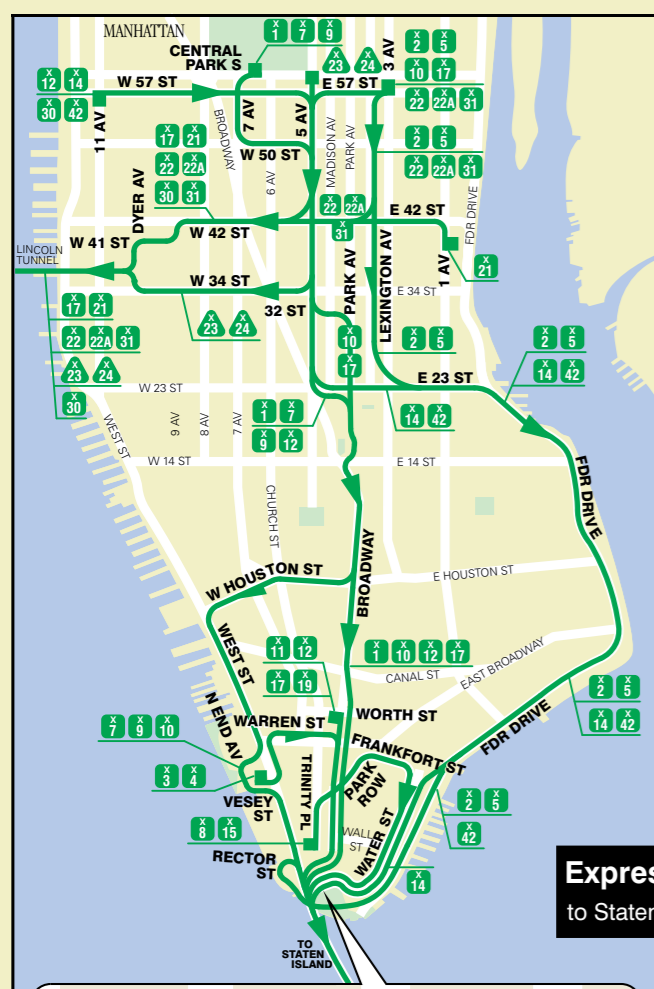 MANHATTAN
CENTRAL
PARK S
X 1 X 7 X 9
X 23 X 24
3 AV
X 2 X 5
X 10 X 17
X 22 X 22A X 31
X 12 X 14
X 30 X 42
W 57 ST
E 57 ST
11 AV
7 AV
5 AV
MADISON AV
PARK AV
BROADWAY
6 AV
W 50 ST
X 17 X 21
X 22 X 22A
X 30 X 31
X 2 X 5
X 22 X 22A X 31
DYER AV
X 22 X 22A
X 31
E 42 ST
FDR DRIVE
W 42 ST
W 41 ST
LINCOLN
TUNNEL
1 AV
X 21
W 34 ST
E 34 ST
32 ST
PARK AV
LEXINGTON AV
X 17 X 21
X 22 X 22A X 31
X 23 X 24
X 30
X 23 X 24
X 10
X 17
X 2 X 5
X 2 X 5
X 14 X 42
E 23 ST
W 23 ST
X 14 X 42
X 1 X 7
X 9 X 12
WEST ST
9 AV
8 AV
7 AV
W 14 ST
E 14 ST
FDR DRIVE
CHURCH ST
BROADWAY
W HOUSTON ST
E HOUSTON ST
WEST ST
X 11 X 12
X 17 X 19
X 1 X 10 X 12 X 17
CANAL ST
EAST BROADWAY
X 2 X 5
X 14 X 42
N END AV
WARREN ST
WORTH ST
FRANKFORT ST
FDR DRIVE
X 7 X 9 X 10
X 3 X 4
VESEY
ST
TRINITY PL
PARK
ROW
X 2 X 5
X 42
X 8 X 15
WALL
ST
WATER ST
RECTOR
ST
X 14
Expres
to Staten
TO
STATEN
ISLAND